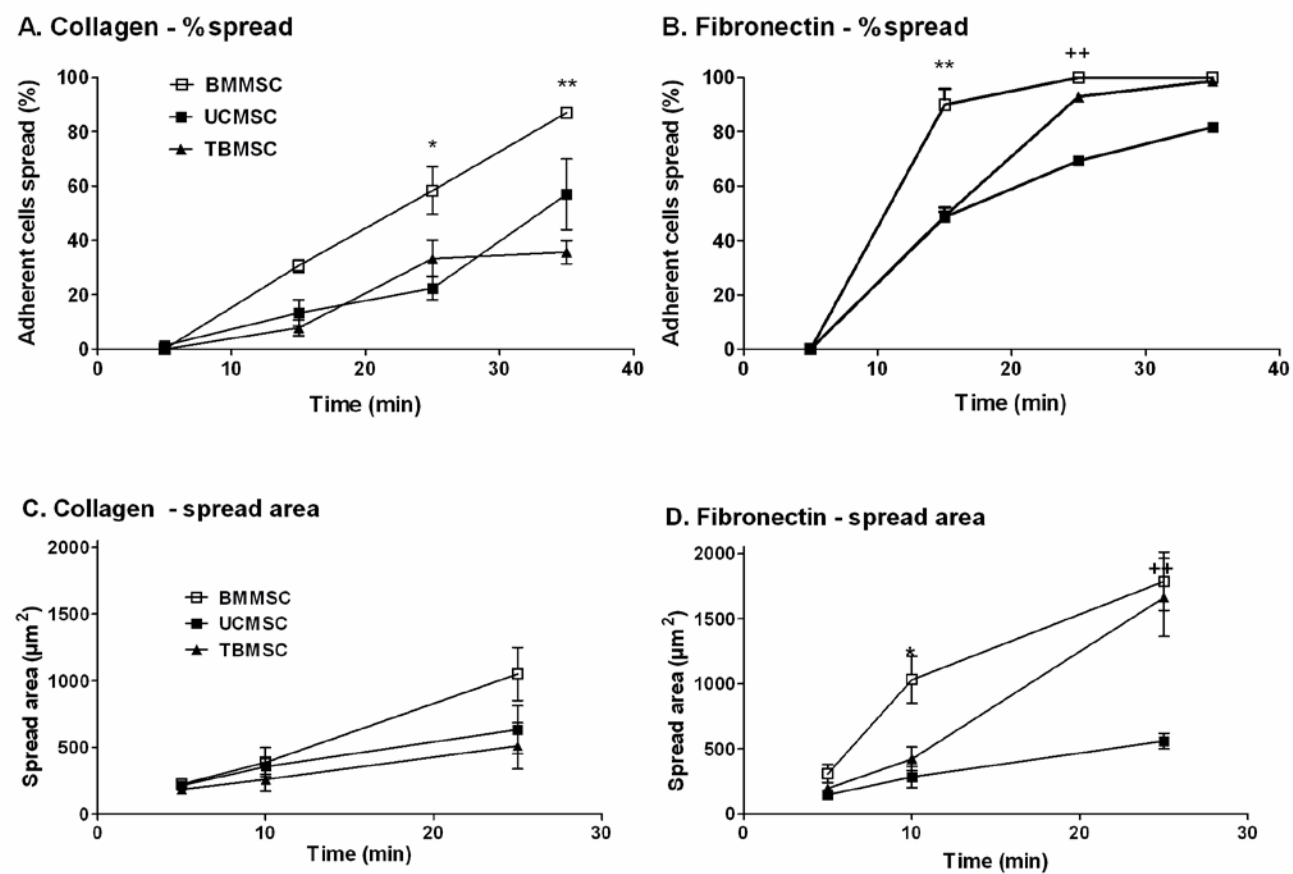 A. Collagen - % spread
Adherent cells spread (%)
100
80
60
40
20
0
BMMSC
UCMSC
TBMSC
*
**
0 10 20 30 40
Time (min)
B. Fibronectin - % spread
Adherent cells spread (%)
100
80
60
40
20
0
**
++
0 10 20 30 40
Time (min)
C. Collagen - spread area
Spread area (µm²)
2000
1500
1000
500
0
BMMSC
UCMSC
TBMSC
0 10 20 30
Time (min)
D. Fibronectin - spread area
Spread area (µm²)
2000
1500
1000
500
0
*
++
0 10 20 30
Time (min)